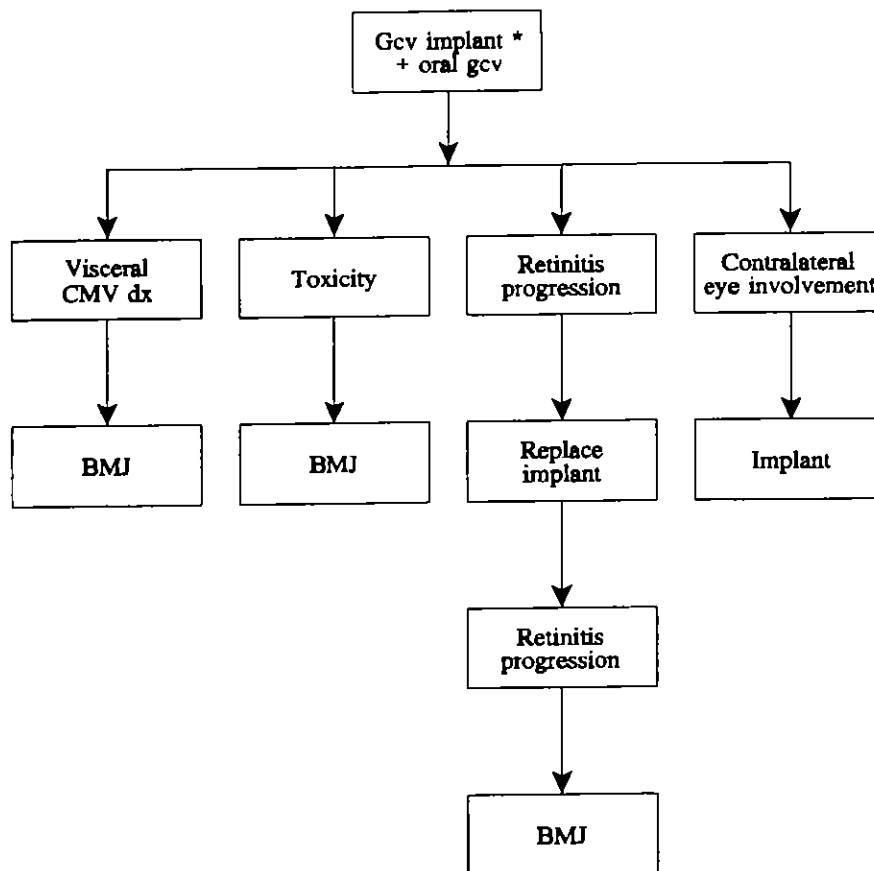 Gcv implant *
+ oral gcv
Visceral
CMV dx
Toxicity
Retinitis
progression
Contralateral
eye involvement
BMJ
BMJ
Replace
implant
Implant
Retinitis
progression
BMJ